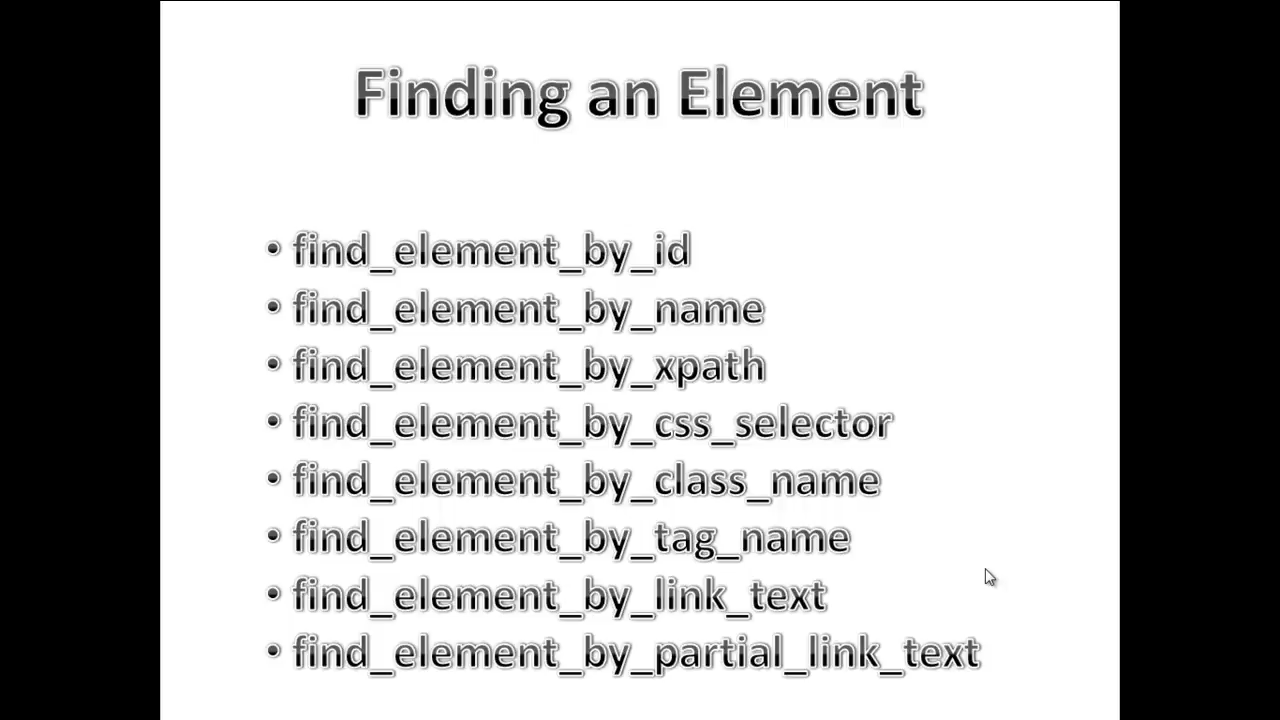 Finding an Element
• find_element_by_id
• find_element_by_name
• find_element_by_xpath
• find_element_by_css_selector
• find_element_by_class_name
• find_element_by_tag_name
• find_element_by_link_text
• find_element_by_partial_link_text